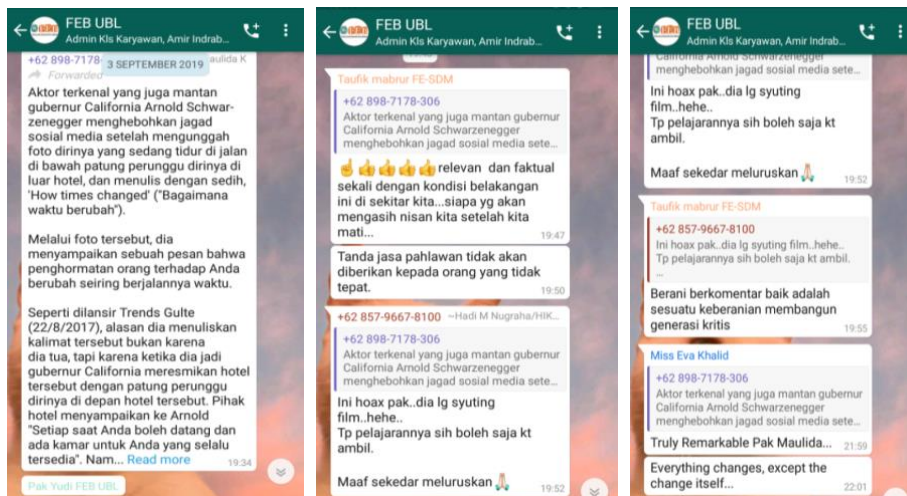 FEB UBL
Admin Kls Karyawan, Amir Indrab...
+62 898-7178-
3 SEPTEMBER 2019
aulida K
Forwarded
Aktor terkenal yang juga mantan
gubernur California Arnold Schwar-
zenegger menghebohkan jagad
sosial media setelah mengunggah
foto dirinya yang sedang tidur di jalan
di bawah patung perunggu dirinya di
luar hotel, dan menulis dengan sedih,
'How times changed' ("Bagaimana
waktu berubah").
Melalui foto tersebut, dia
menyampaikan sebuah pesan bahwa
penghormatan orang terhadap Anda
berubah seiring berjalannya waktu.
Seperti dilansir Trends Gulte
(22/8/2017), alasan dia menuliskan
kalimat tersebut bukan karena
dia tua, tapi karena ketika dia jadi
gubernur California meresmikan hotel
tersebut dengan patung perunggu
dirinya di depan hotel tersebut. Pihak
hotel menyampaikan ke Arnold
"Setiap saat Anda boleh datang dan
ada kamar untuk Anda yang selalu
tersedia". Nam... Read more
19:34
Pak Yudi FEB UBL
FEB UBL
Admin Kls Karyawan, Amir Indrab...
Taufik mabrur FE-SDM
+62 898-7178-306
Aktor terkenal yang juga mantan gubernur
California Arnold Schwarzenegger
menghebohkan jagad sosial media sete...
☝👍👍👍👍relevan dan faktual
sekali dengan kondisi belakangan
ini di sekitar kita...siapa yg akan
mengasih nisan kita setelah kita
mati...
19:47
Tanda jasa pahlawan tidak akan
diberikan kepada orang yang tidak
tepat.
19:50
+62 857-9667-8100 ~Hadi M Nugraha/HIK...
+62 898-7178-306
Aktor terkenal yang juga mantan gubernur
California Arnold Schwarzenegger
menghebohkan jagad sosial media sete...
Ini hoax pak..dia lg syuting
film..hehe..
Tp pelajarannya sih boleh saja kt
ambil.
Maaf sekedar meluruskan🙏
19:52
FEB UBL
Admin Kls Karyawan, Amir Indrab...
California Arnold Schwarzenegger
menghebohkan jagad sosial media sete...
Ini hoax pak..dia lg syuting
film..hehe..
Tp pelajarannya sih boleh saja kt
ambil.
Maaf sekedar meluruskan🙏
19:52
Taufik mabrur FE-SDM
+62 857-9667-8100
Ini hoax pak..dia lg syuting film..hehe..
Tp pelajarannya sih boleh saja kt ambil.
...
Berani berkomentar baik adalah
sesuatu keberanian membangun
generasi kritis
19:55
Miss Eva Khalid
+62 898-7178-306
Aktor terkenal yang juga mantan gubernur
California Arnold Schwarzenegger
menghebohkan jagad sosial media sete...
Truly Remarkable Pak Maulida...
21:59
Everything changes, except the
change itself...
22:01